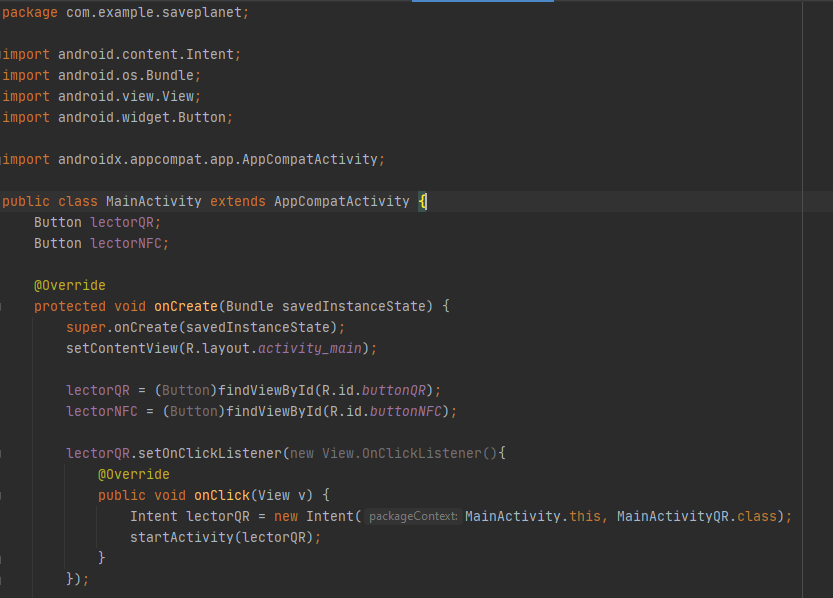 package com.example.saveplanet;
import android.content.Intent;
import android.os.Bundle;
import android.view.View;
import android.widget.Button;
import androidx.appcompat.app.AppCompatActivity;
public class MainActivity extends AppCompatActivity {
Button lectorQR;
Button lectorNFC;
@Override
protected void onCreate(Bundle savedInstanceState) {
super.onCreate(savedInstanceState);
setContentView(R.layout.activity_main);
lectorQR = (Button)findViewById(R.id.buttonQR);
lectorNFC = (Button)findViewById(R.id.buttonNFC);
lectorQR.setOnClickListener(new View.OnClickListener(){
@Override
public void onClick(View v) {
Intent lectorQR = new Intent( packageContext: MainActivity.this, MainActivityQR.class);
startActivity(lectorQR);
}
});